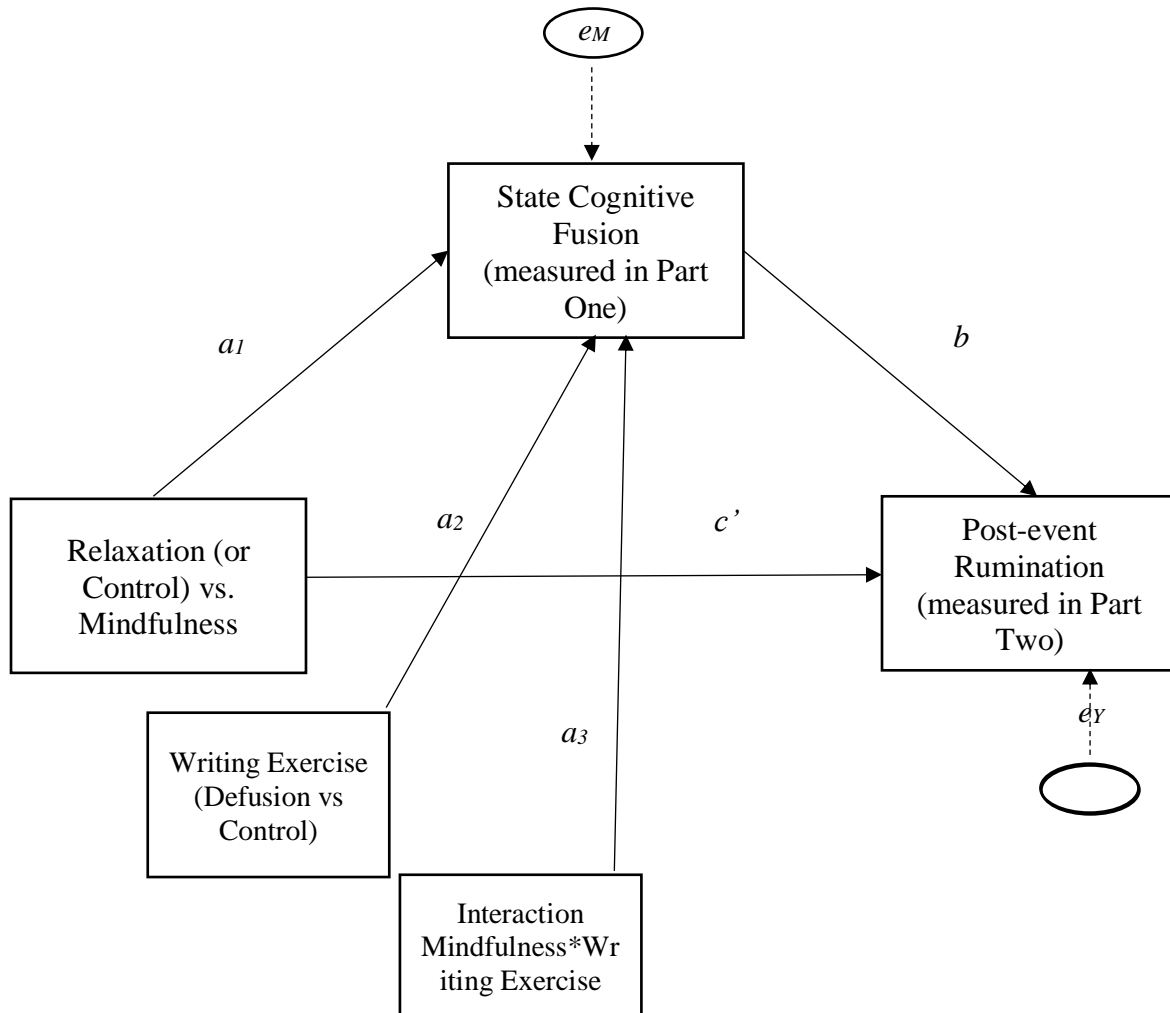 eM
State Cognitive
Fusion
(measured in Part
One)
a1
b
a2
c’
Relaxation (or
Control) vs.
Mindfulness
Post-event
Rumination
(measured in Part
Two)
a3
eY
Writing Exercise
(Defusion vs
Control)
Interaction
Mindfulness*Wr
iting Exercise